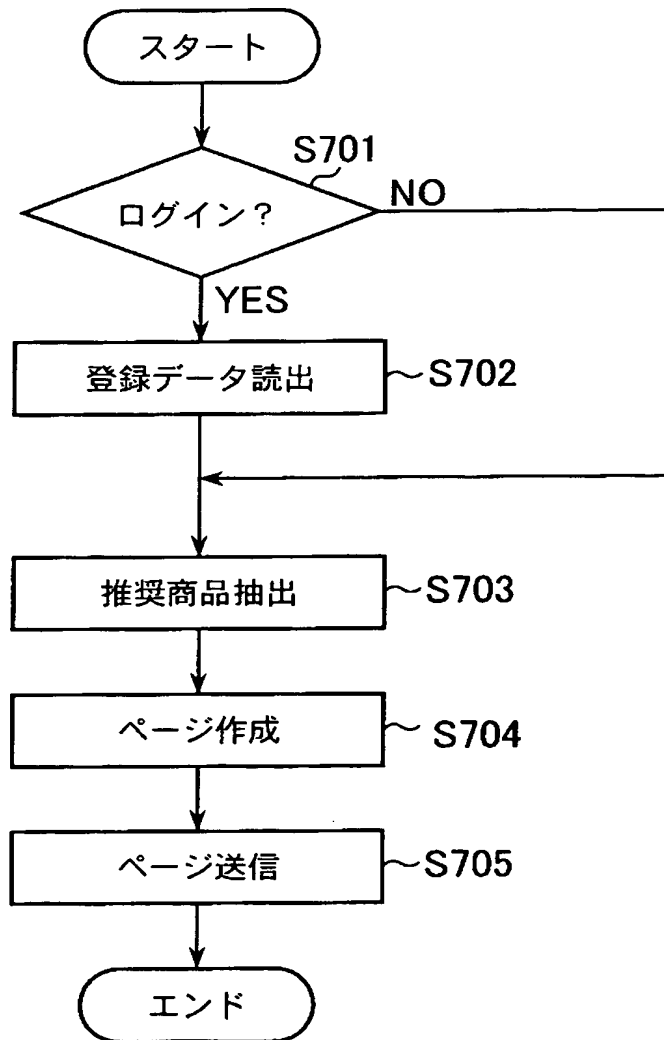 スタート
S701
ログイン？
NO
YES
登録データ読出
S702
推奨商品抽出
S703
ページ作成
S704
ページ送信
S705
エンド